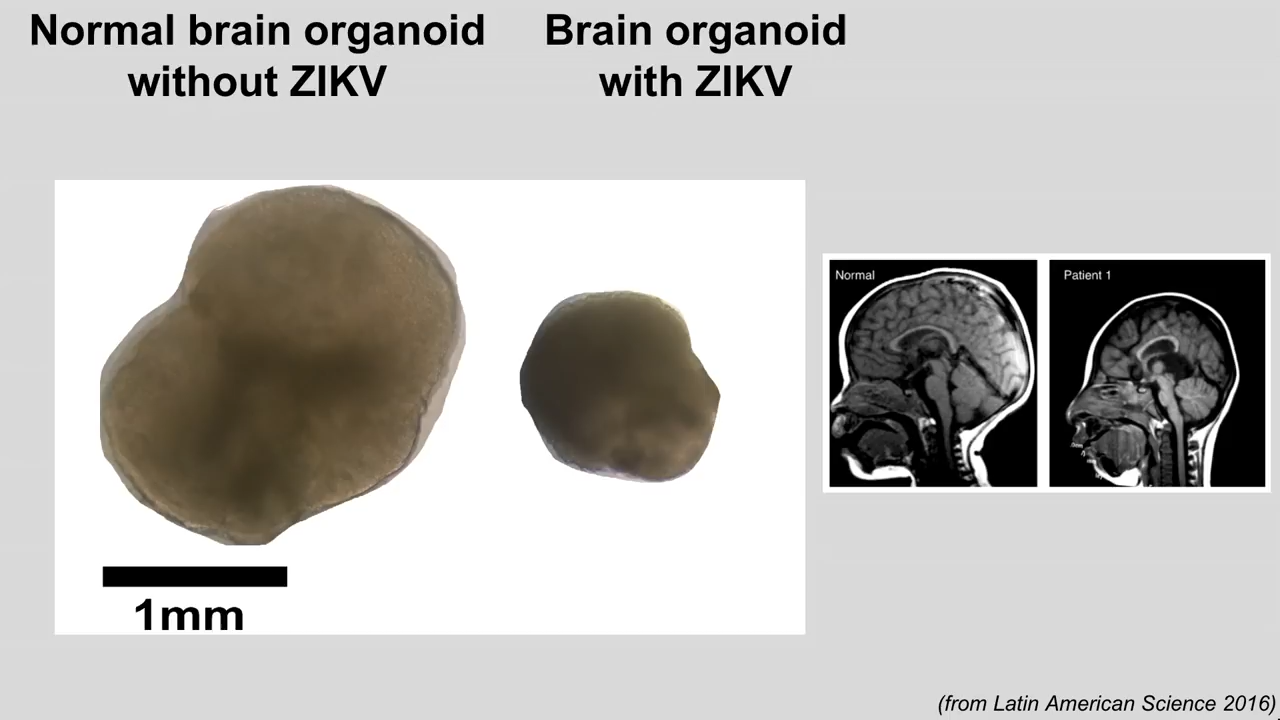 Normal brain organoid
without ZIKV
Brain organoid
with ZIKV
Normal
Patient 1
1mm
(from Latin American Science 2016)